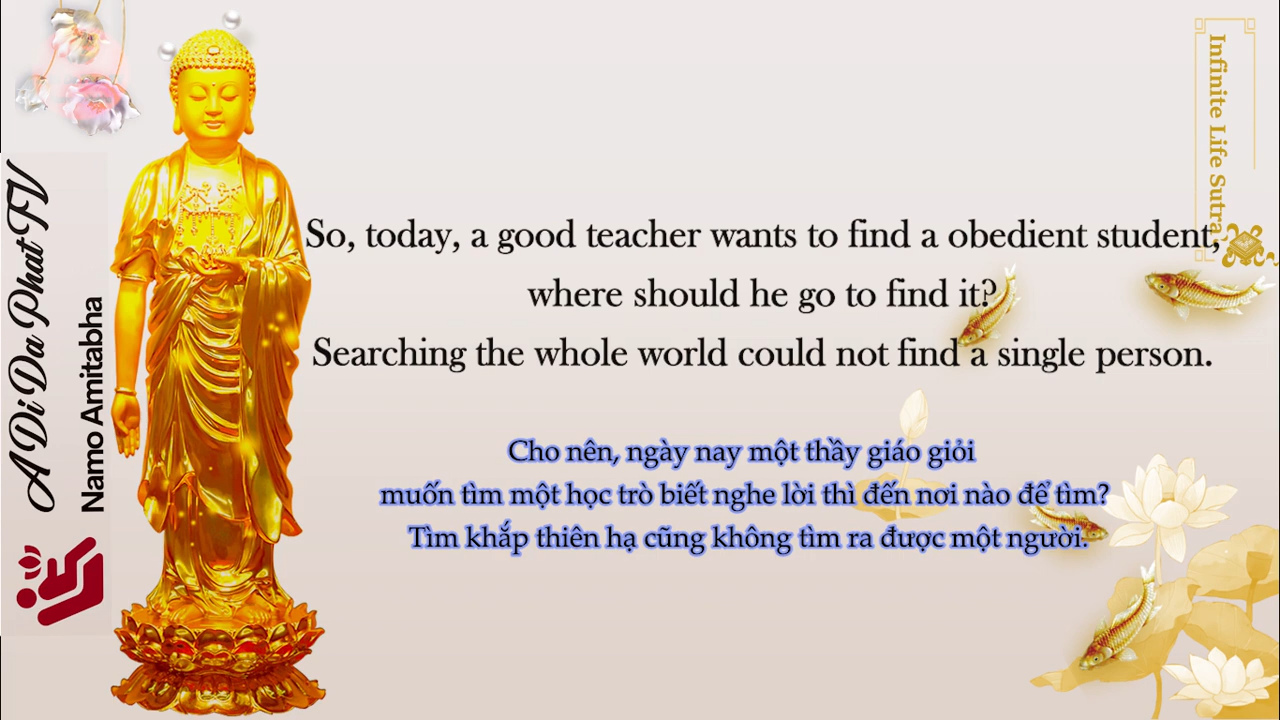 A Di Da Phat TV
Namo Amitabha
Infinite Life Sutra
So, today, a good teacher wants to find a obedient student,
where should he go to find it?
Searching the whole world could not find a single person.
Cho nên, ngày nay một thầy giáo giỏi
muốn tìm một học trò biết nghe lời thì đến nơi nào để tìm?
Tìm khắp thiên hạ cũng không tìm ra được một người.